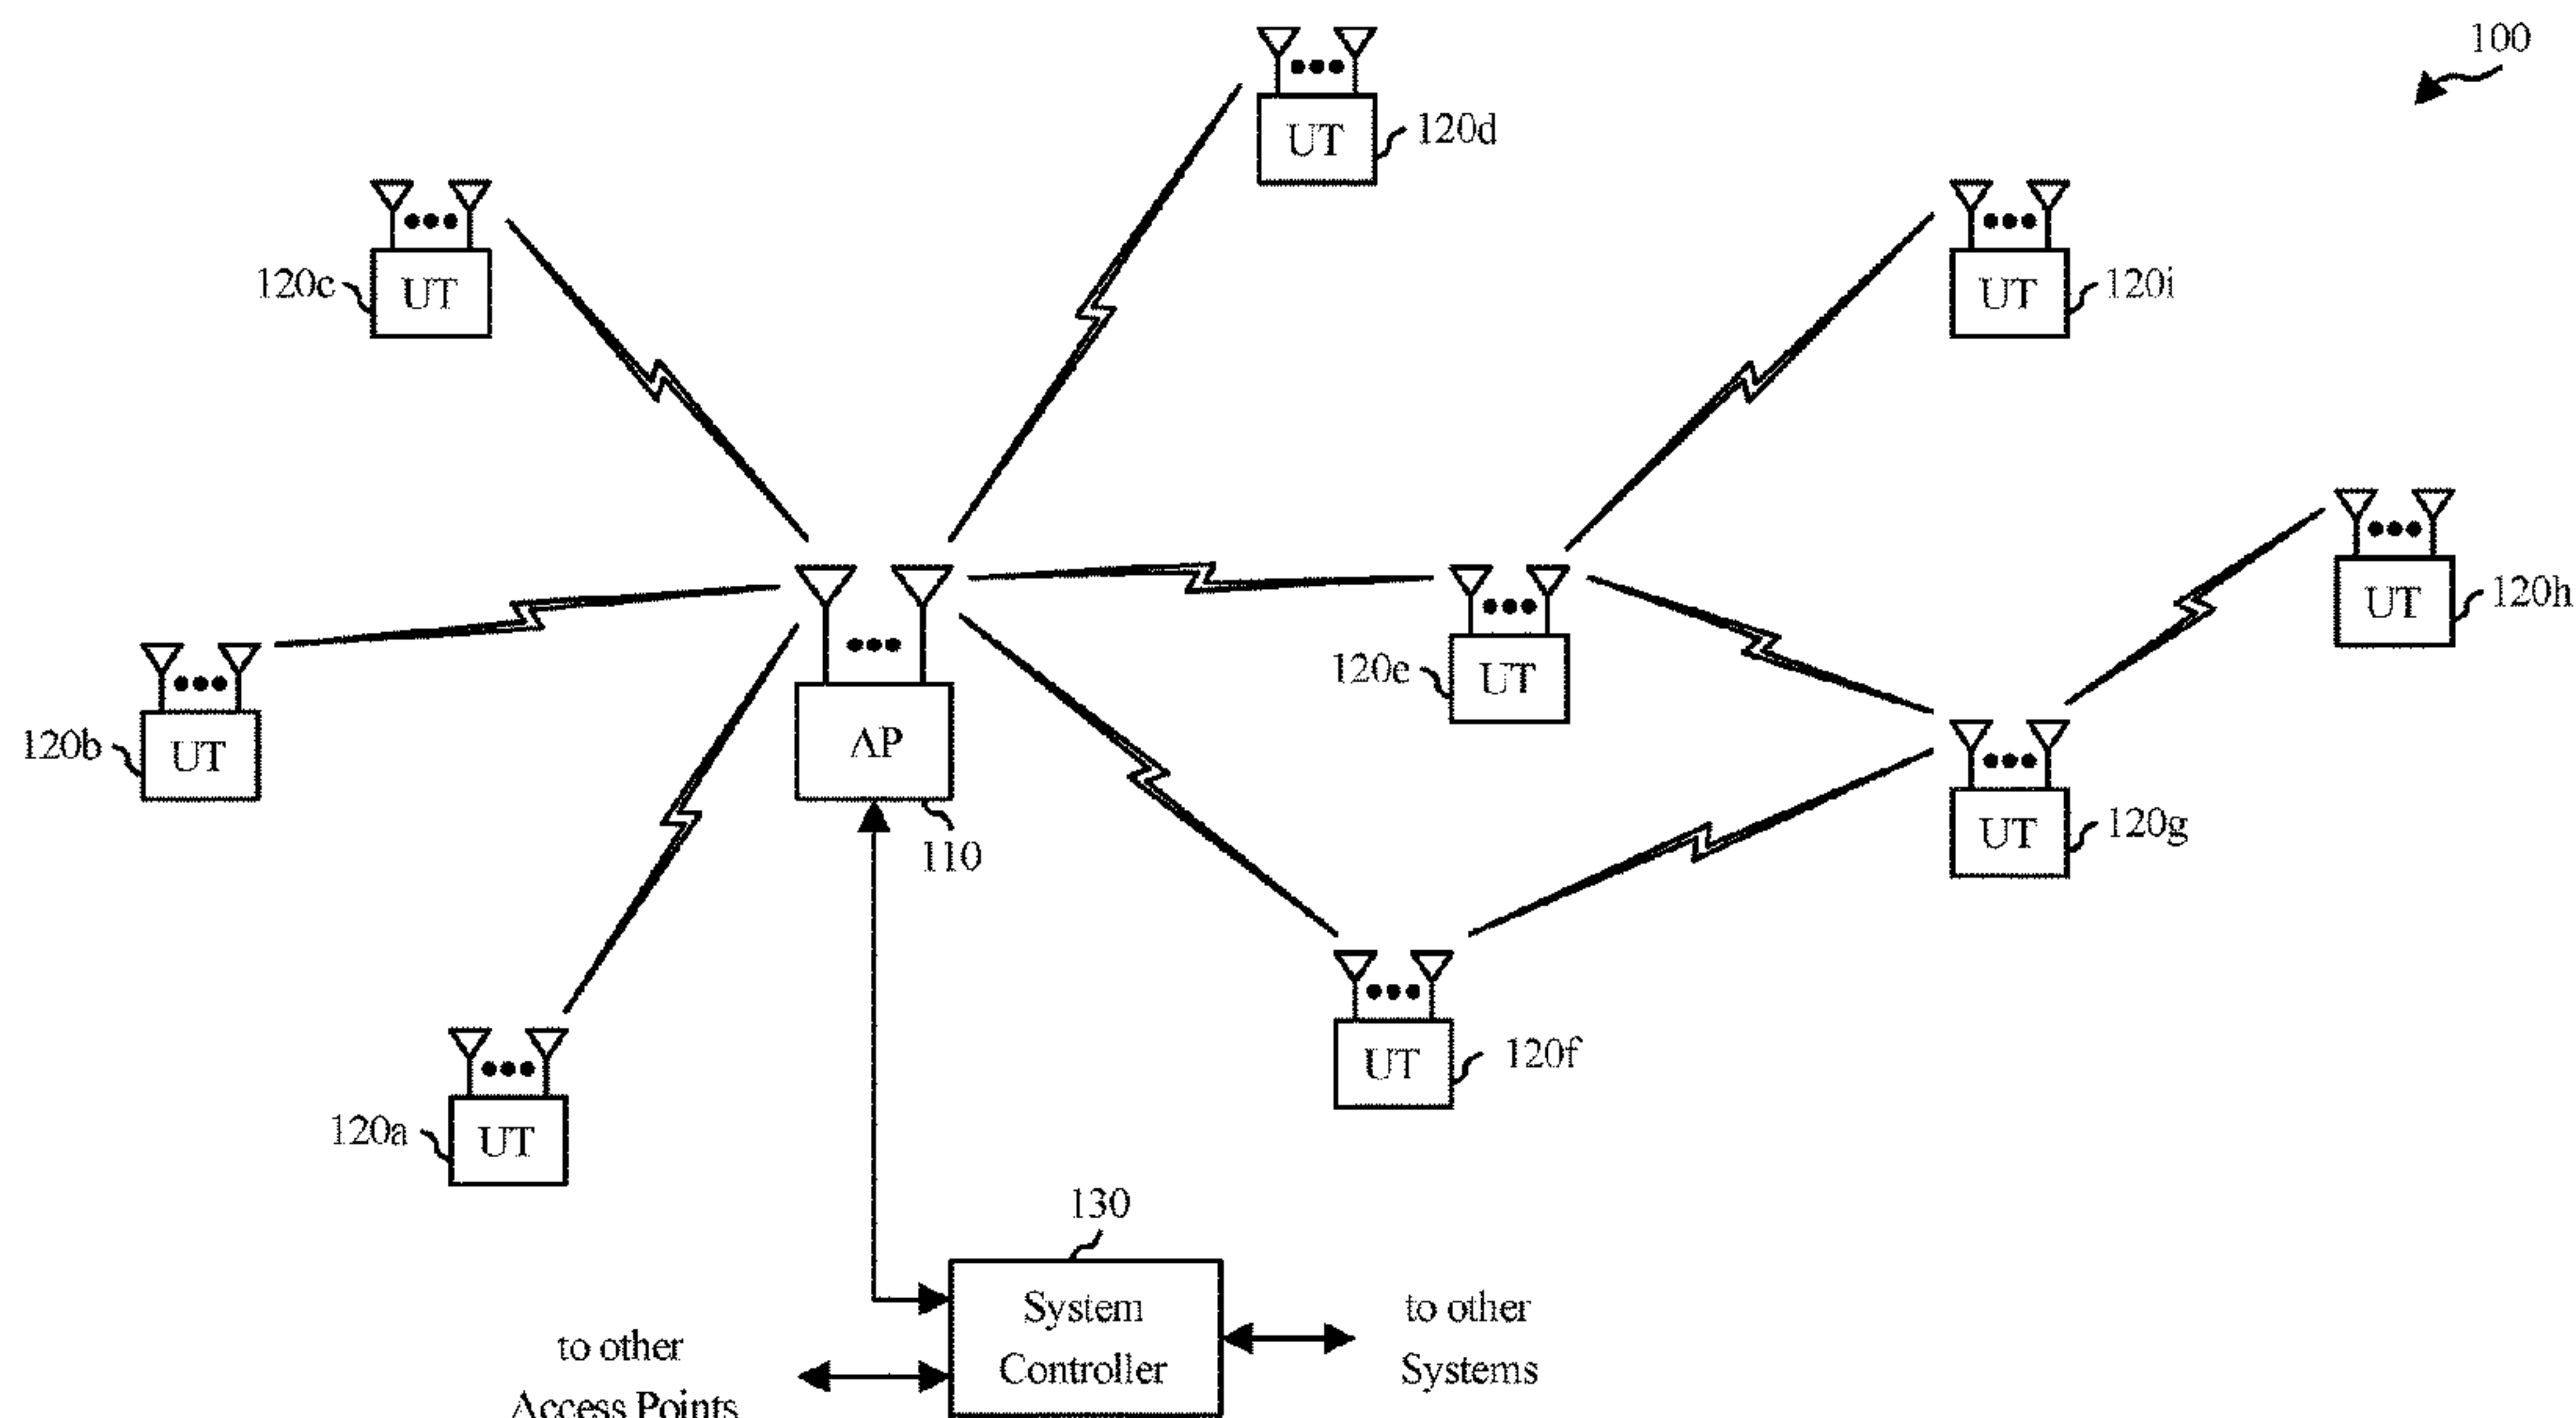 100
UT
120d
120c
UT
UT
120i
UT
120h
120e
UT
120b
UT
AP
110
UT
120g
UT
120f
120a
UT
130
System
Controller
to other
Systems
to other
Access Points